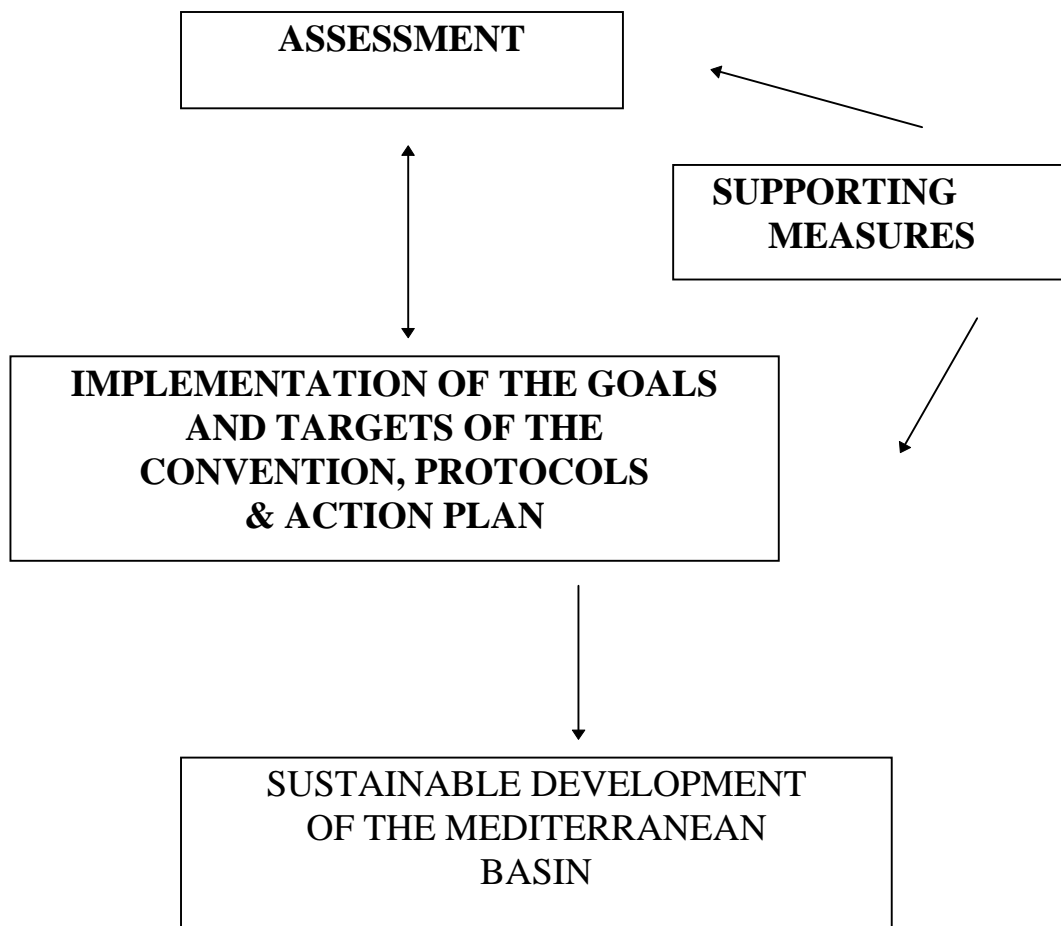 ASSESSMENT
SUPPORTING
MEASURES
IMPLEMENTATION OF THE GOALS
AND TARGETS OF THE
CONVENTION, PROTOCOLS
& ACTION PLAN
SUSTAINABLE DEVELOPMENT
OF THE MEDITERRANEAN
BASIN